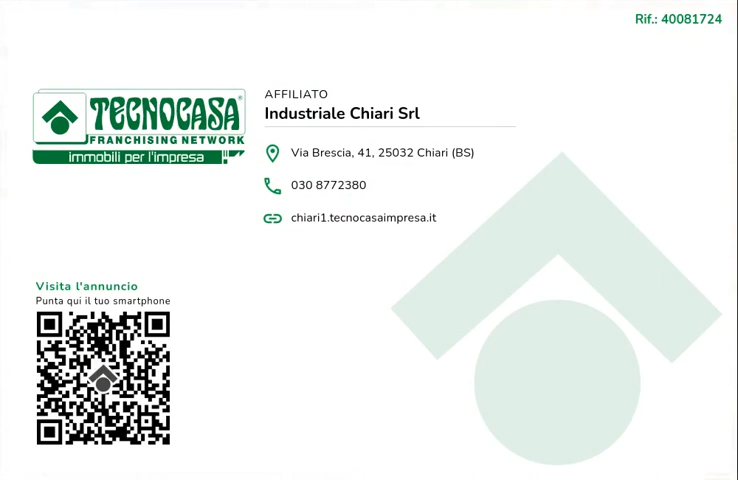 Rif.: 40081724
TECNOCASA®
FRANCHISING NETWORK
immobili per l'impresa
AFFILIATO
Industriale Chiari Srl
Via Brescia, 41, 25032 Chiari (BS)
030 8772380
chiari1.tecnocasaimpresa.it
Visita l'annuncio
Punta qui il tuo smartphone